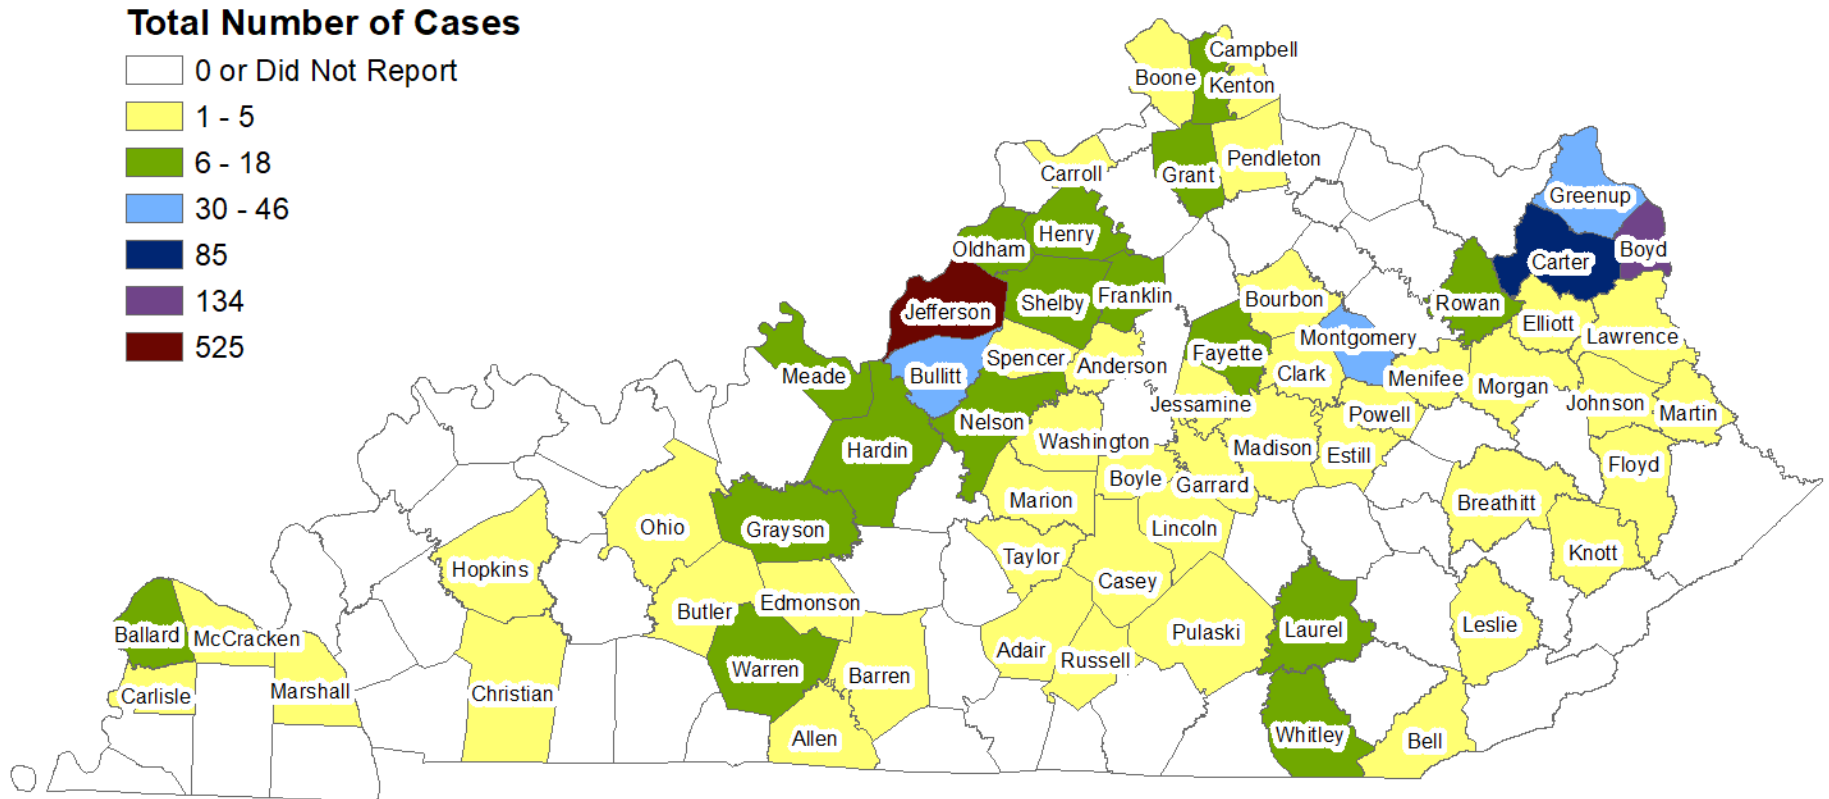 Total Number of Cases
0 or Did Not Report
1 - 5
6 - 18
30 - 46
85
134
525
Campbell
Boone
Kenton
Pendleton
Carroll
Grant
Greenup
Henry
Oldham
Boyd
Carter
Franklin
Bourbon
Shelby
Rowan
Jefferson
Elliott
Lawrence
Montgomery
Fayette
Spencer
Anderson
Clark
Bullitt
Meade
Menifee
Morgan
Johnson
Jessamine
Powell
Martin
Nelson
Washington
Madison
Hardin
Estill
Floyd
Boyle
Garrard
Marion
Breathitt
Ohio
Grayson
Lincoln
Knott
Taylor
Hopkins
Casey
Edmonson
Butler
Leslie
Laurel
Pulaski
Ballard
McCracken
Adair
Russell
Warren
Barren
Marshall
Christian
Carlisle
Whitley
Allen
Bell